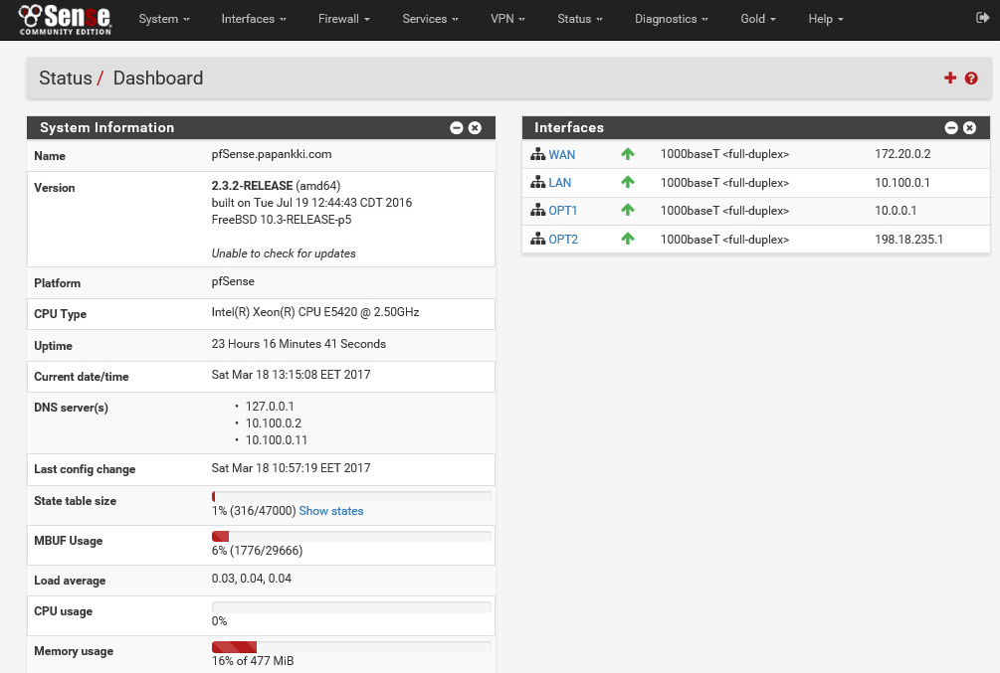 Sense
COMMUNITY EDITION
System Interfaces Firewall Services VPN Status Diagnostics Gold Help
Status / Dashboard
System Information
Name pfSense.papankki.com
Version 2.3.2-RELEASE (amd64)
built on Tue Jul 19 12:44:43 CDT 2016
FreeBSD 10.3-RELEASE-p5
Unable to check for updates
Platform pfSense
CPU Type Intel(R) Xeon(R) CPU E5420 @ 2.50GHz
Uptime 23 Hours 16 Minutes 41 Seconds
Current date/time Sat Mar 18 13:15:08 EET 2017
DNS server(s) • 127.0.0.1
• 10.100.0.2
• 10.100.0.11
Last config change Sat Mar 18 10:57:19 EET 2017
State table size
1% (316/47000) Show states
MBUF Usage
6% (1776/29666)
Load average 0.03, 0.04, 0.04
CPU usage
0%
Memory usage
16% of 477 MiB
Interfaces
WAN 1000baseT <full-duplex> 172.20.0.2
LAN 1000baseT <full-duplex> 10.100.0.1
OPT1 1000baseT <full-duplex> 10.0.0.1
OPT2 1000baseT <full-duplex> 198.18.235.1